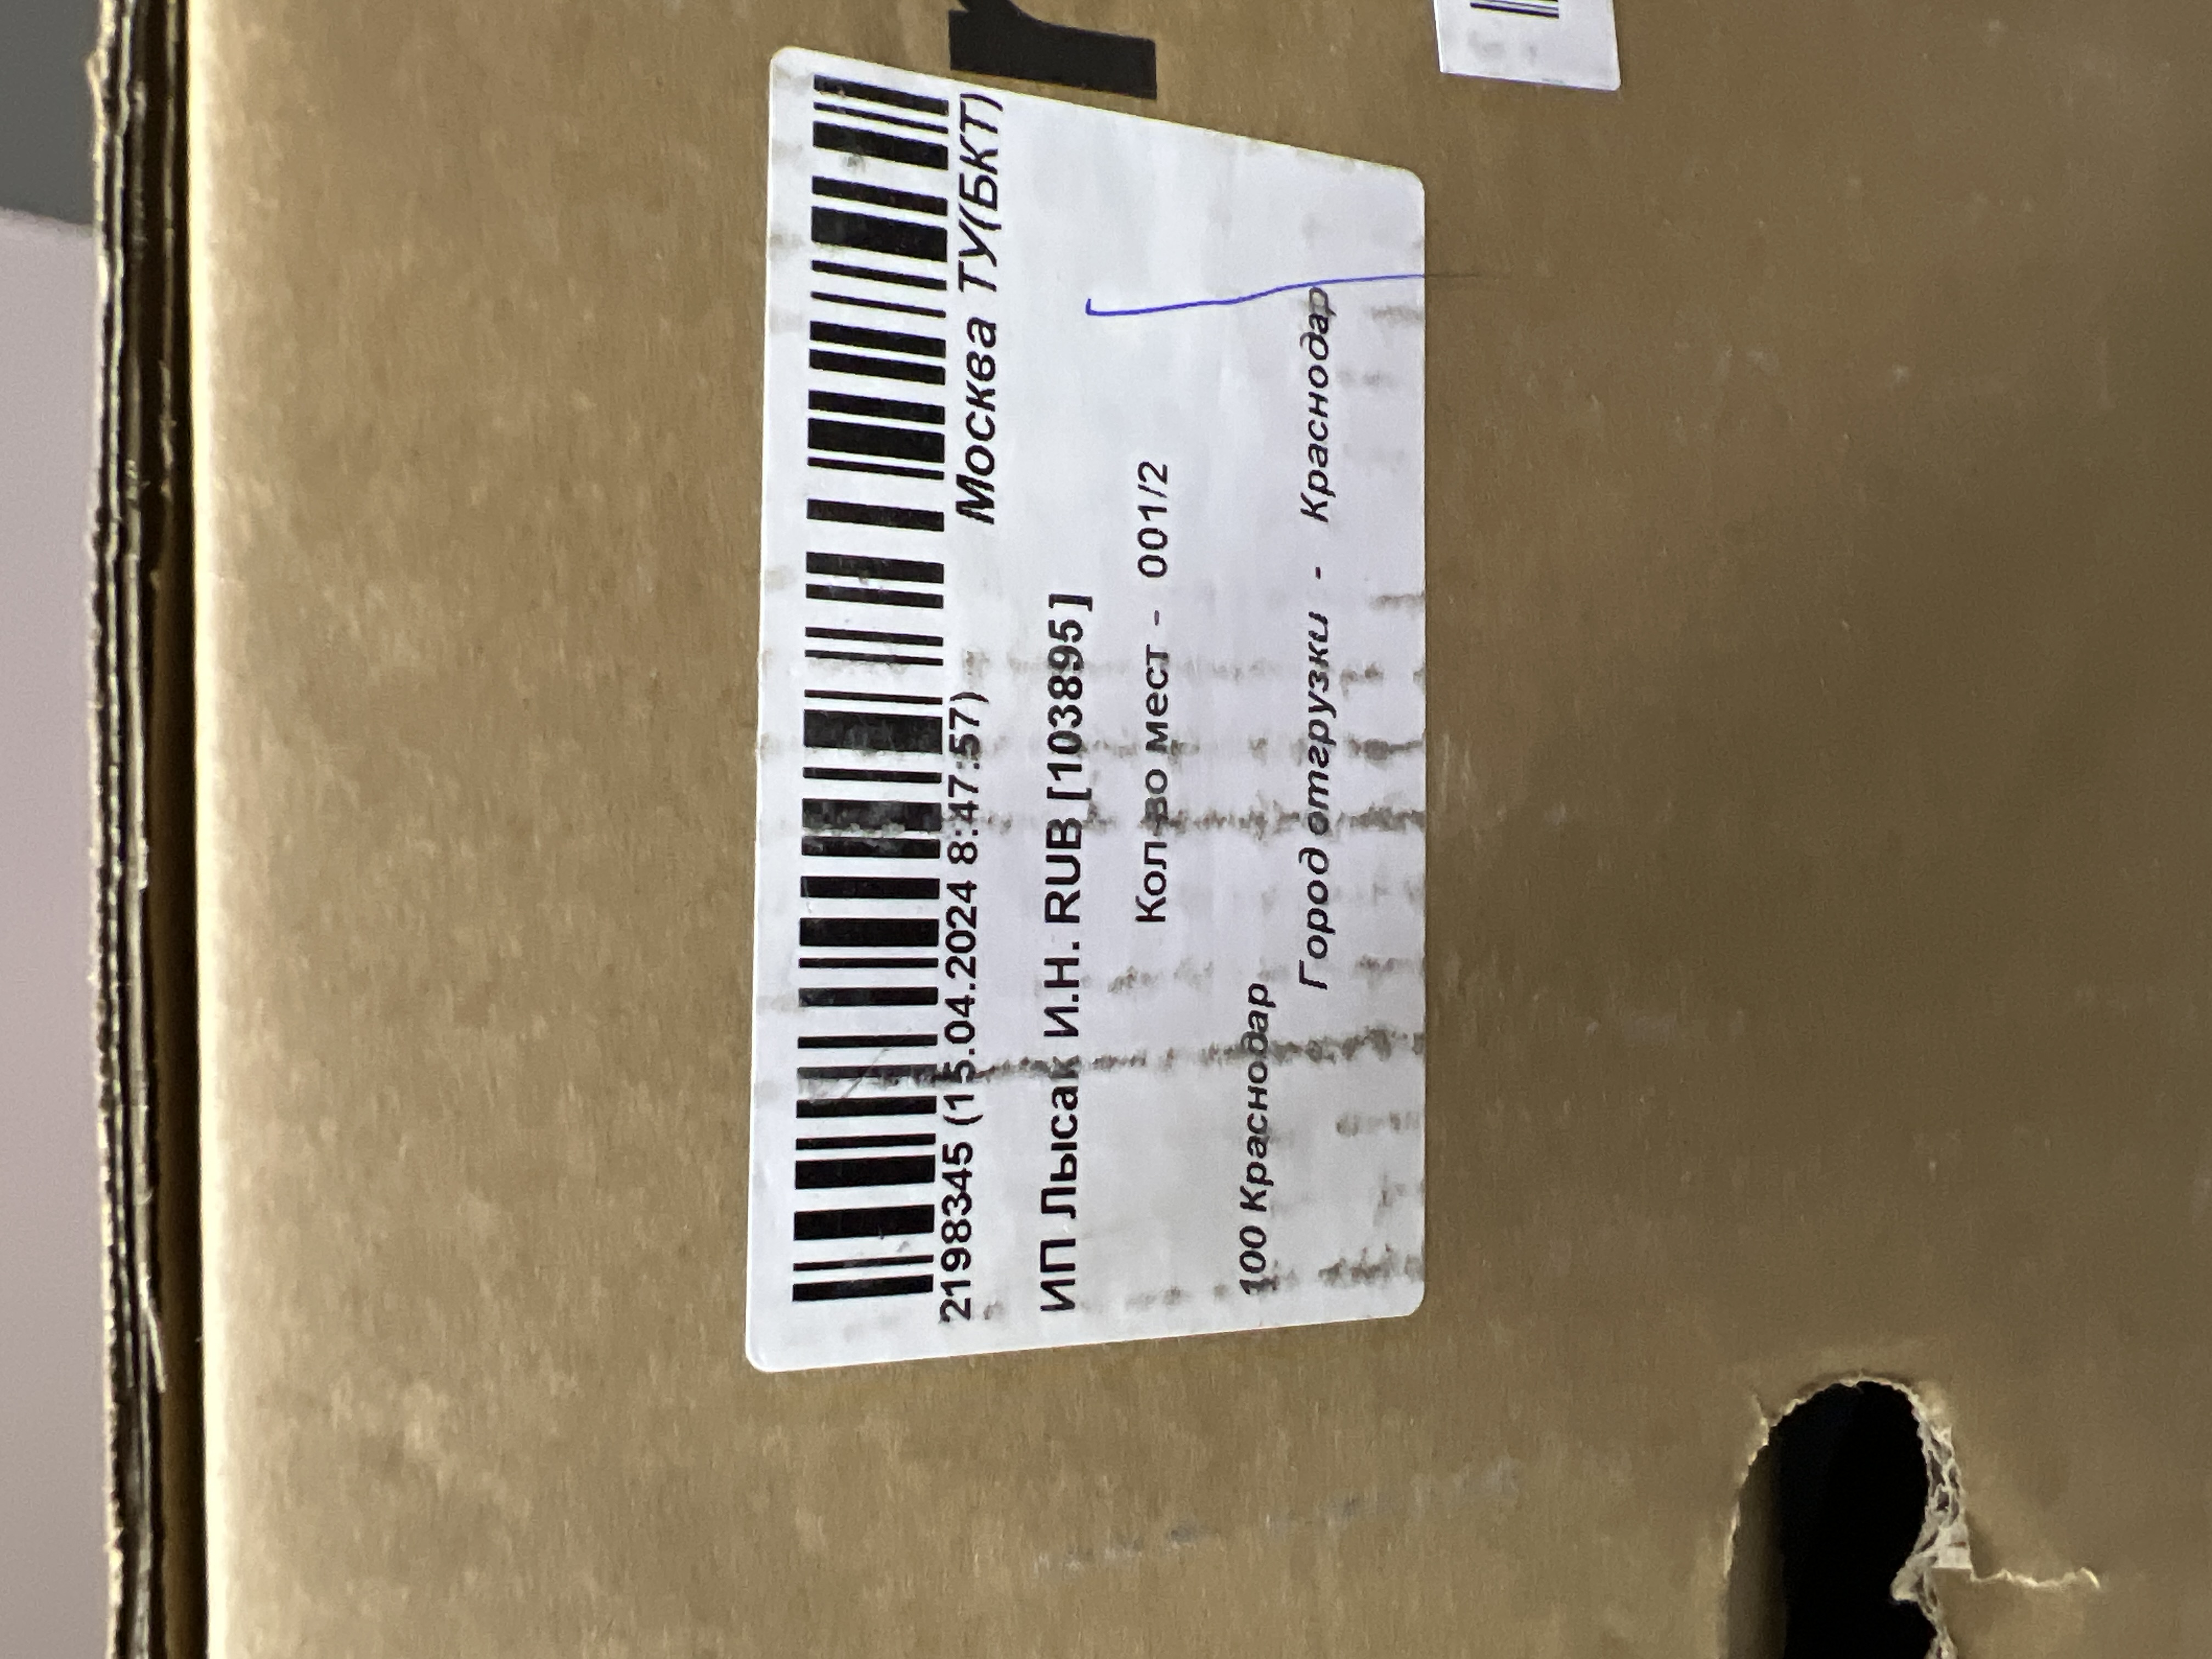 2198345 (15.04.2024 8:47:57)
Москва ТУ(БКТ)
ИП Лысак И.Н. RUB [103895]
Кол-во мест - 001/2
100 Краснодар
Город отгрузки - Краснодар